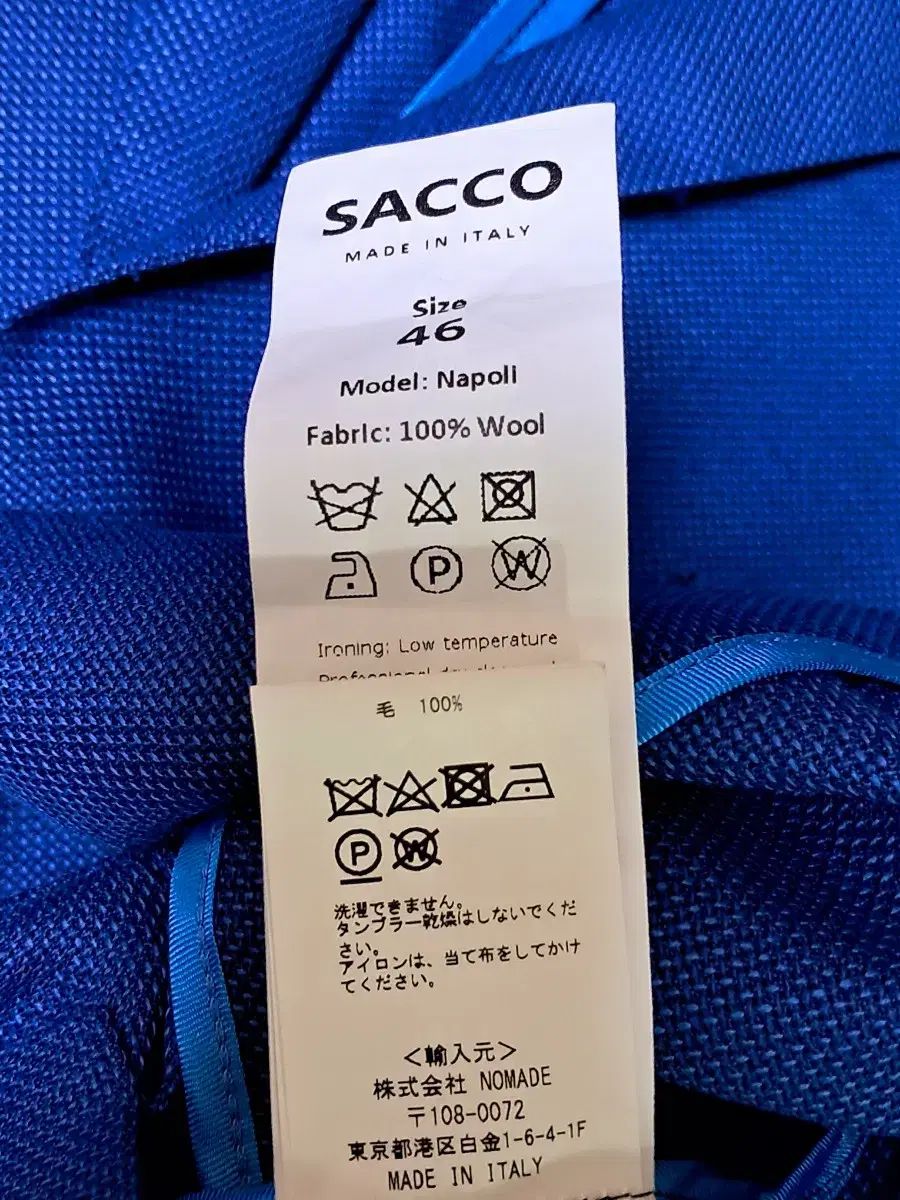 SACCO
MADE IN ITALY
Size
46
Model: Napoli
Fabric: 100% Wool
P
W
Ironing: Low temperature
Professional dry
毛 100%
P
W
洗濯できません。
タンブラー乾燥はしないでくだ
さい。
アイロンは、当て布をしてかけ
てください。
＜輸入元＞
株式会社 NOMADE
〒108-0072
東京都港区白金1-6-4-1F
MADE IN ITALY